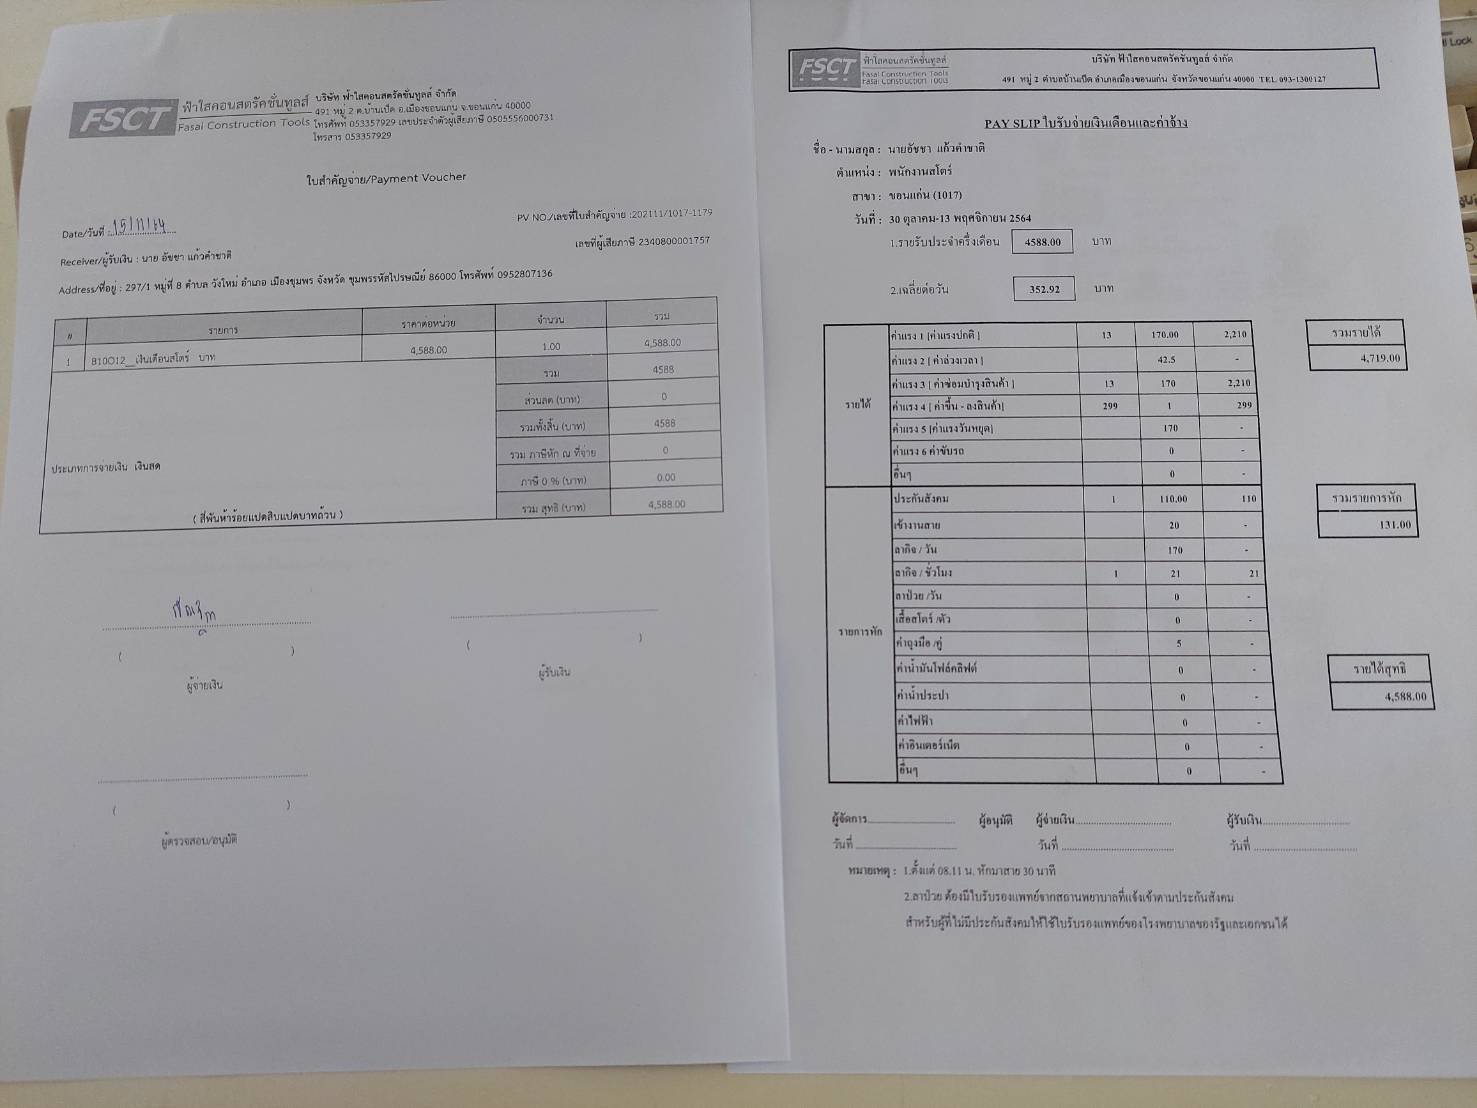 FSCT
ฟ้าใสคอนสตรัคชั่นทูลส์
Fasai Construction Tools
บริษัท ฟ้าใสคอนสตรัคชั่นทูลส์ จำกัด
491 หมู่ 2 ต.บ้านเป็ด อ.เมืองขอนแก่น จ.ขอนแก่น 40000
โทรศัพท์ 053357929 เลขประจำตัวผู้เสียภาษี 0505556000731
โทรสาร 053357929
ใบสำคัญจ่าย/Payment Voucher
PV NO./เลขที่ใบสำคัญจ่าย :202111/1017-1179
Date/วันที่ : 15/11/64
เลขที่ผู้เสียภาษี 2340800001757
Receiver/ผู้รับเงิน : นาย อัชชา แก้วคำชาติ
Address/ที่อยู่ : 297/1 หมู่ที่ 8 ตำบล วังใหม่ อำเภอ เมืองชุมพร จังหวัด ชุมพรรหัสไปรษณีย์ 86000 โทรศัพท์ 0952807136
# รายการ ราคาต่อหน่วย จำนวน รวม
1 B10012__เงินเดือนสโตร์ บาท 4,588.00 1.00 4,588.00
รวม 4588
ส่วนลด (บาท) 0
รวมทั้งสิ้น (บาท) 4588
รวม ภาษีหัก ณ ที่จ่าย 0
ประเภทการจ่ายเงิน เงินสด
ภาษี 0 % (บาท) 0.00
( สี่พันห้าร้อยแปดสิบแปดบาทถ้วน ) รวม สุทธิ (บาท) 4,588.00
( )
( )
ผู้จ่ายเงิน
ผู้รับเงิน
( )
ผู้ตรวจสอบ/อนุมัติ
FSCT
ฟ้าใสคอนสตรัคชั่นทูลส์
Fasai Construction Tools
Fasai Construction Tools
บริษัท ฟ้าใสคอนสตรัคชั่นทูลส์ จำกัด
491 หมู่ 2 ตำบลบ้านเป็ด อำเภอเมืองขอนแก่น จังหวัดขอนแก่น 40000 TEL 093-1300127
PAY SLIP ใบรับจ่ายเงินเดือนและค่าจ้าง
ชื่อ - นามสกุล : นายอัชชา แก้วคำชาติ
ตำแหน่ง : พนักงานสโตร์
สาขา : ขอนแก่น (1017)
วันที่ : 30 ตุลาคม-13 พฤศจิกายน 2564
1.รายรับประจำครึ่งเดือน 4588.00 บาท
2.เฉลี่ยต่อวัน 352.92 บาท
รายได้
ค่าแรง 1 [ค่าแรงปกติ ] 13 170.00 2,210
ค่าแรง 2 [ ค่าล่วงเวลา ] 42.5 -
ค่าแรง 3 [ ค่าซ่อมบำรุงสินค้า ] 13 170 2,210
ค่าแรง 4 [ ค่าขึ้น - ลงสินค้า] 299 1 299
ค่าแรง 5 [ค่าแรงวันหยุด] 170 -
ค่าแรง 6 ค่าขับรถ 0 -
อื่นๆ 0 -
รวมรายได้
4,719.00
รายการหัก
ประกันสังคม 1 110.00 110
เข้างานสาย 20 -
ลากิจ / วัน 170 -
ลากิจ / ชั่วโมง 1 21 21
ลาป่วย /วัน 0 -
เสื้อสโตร์ /ตัว 0 -
ค่าถุงมือ /คู่ 5 -
ค่าน้ำมันโฟล์คลิฟต์ 0 -
ค่าน้ำประปา 0 -
ค่าไฟฟ้า 0 -
ค่าอินเตอร์เน็ต 0 -
อื่นๆ 0 -
รวมรายการหัก
131.00
รายได้สุทธิ
4,588.00
ผู้จัดการ ผู้อนุมัติ ผู้จ่ายเงิน ผู้รับเงิน
วันที่ วันที่ วันที่
หมายเหตุ : 1.ตั้งแต่ 08.11 น. หักมาสาย 30 นาที
2.ลาป่วย ต้องมีใบรับรองแพทย์จากสถานพยาบาลที่แจ้งเข้าตามประกันสังคม
สำหรับผู้ที่ไม่มีประกันสังคมให้ใช้ใบรับรองแพทย์ของโรงพยาบาลของรัฐและเอกชนได้
Lock